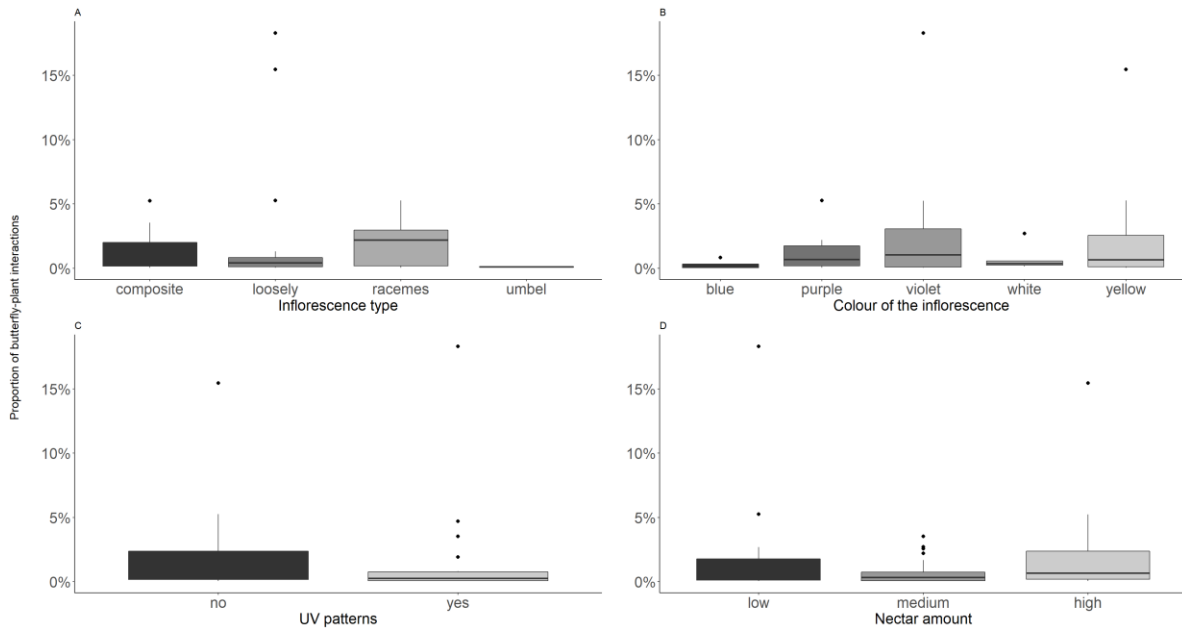 A
15%
10%
5%
0%
composite loosely racemes umbel
Inflorescence type
B
15%
10%
5%
0%
blue purple violet white yellow
Colour of the inflorescence
Proportion of butterfly-plant interactions
C
15%
10%
5%
0%
no yes
UV patterns
D
15%
10%
5%
0%
low medium high
Nectar amount